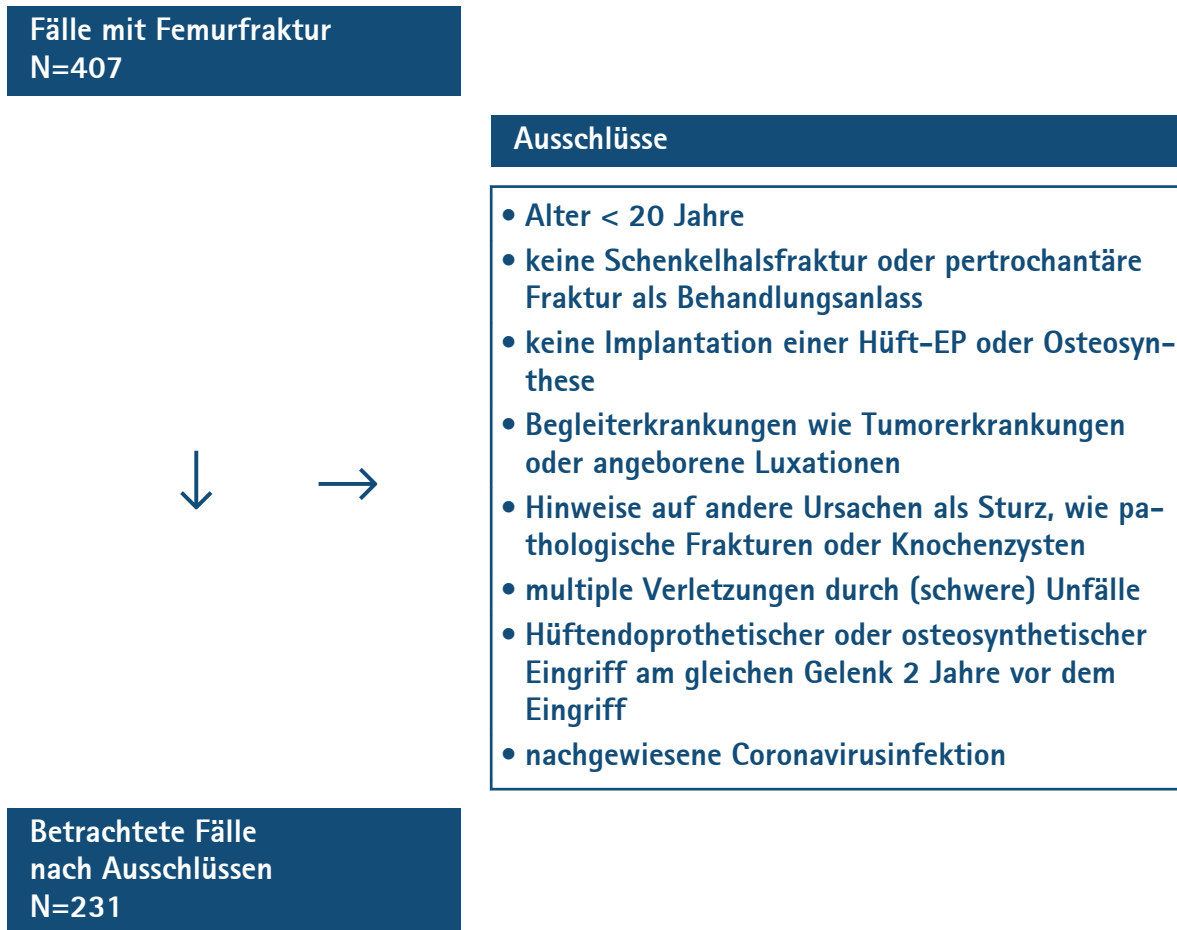 Fälle mit Femurfraktur
N=407
Ausschlüsse
• Alter < 20 Jahre
• keine Schenkelhalsfraktur oder pertrochantäre
Fraktur als Behandlungsanlass
• keine Implantation einer Hüft-EP oder Osteosyn-
these
• Begleiterkrankungen wie Tumorerkrankungen
oder angeborene Luxationen
• Hinweise auf andere Ursachen als Sturz, wie pa-
thologische Frakturen oder Knochenzysten
• multiple Verletzungen durch (schwere) Unfälle
• Hüftendoprothetischer oder osteosynthetischer
Eingriff am gleichen Gelenk 2 Jahre vor dem
Eingriff
• nachgewiesene Coronavirusinfektion
↓ →
Betrachtete Fälle
nach Ausschlüssen
N=231